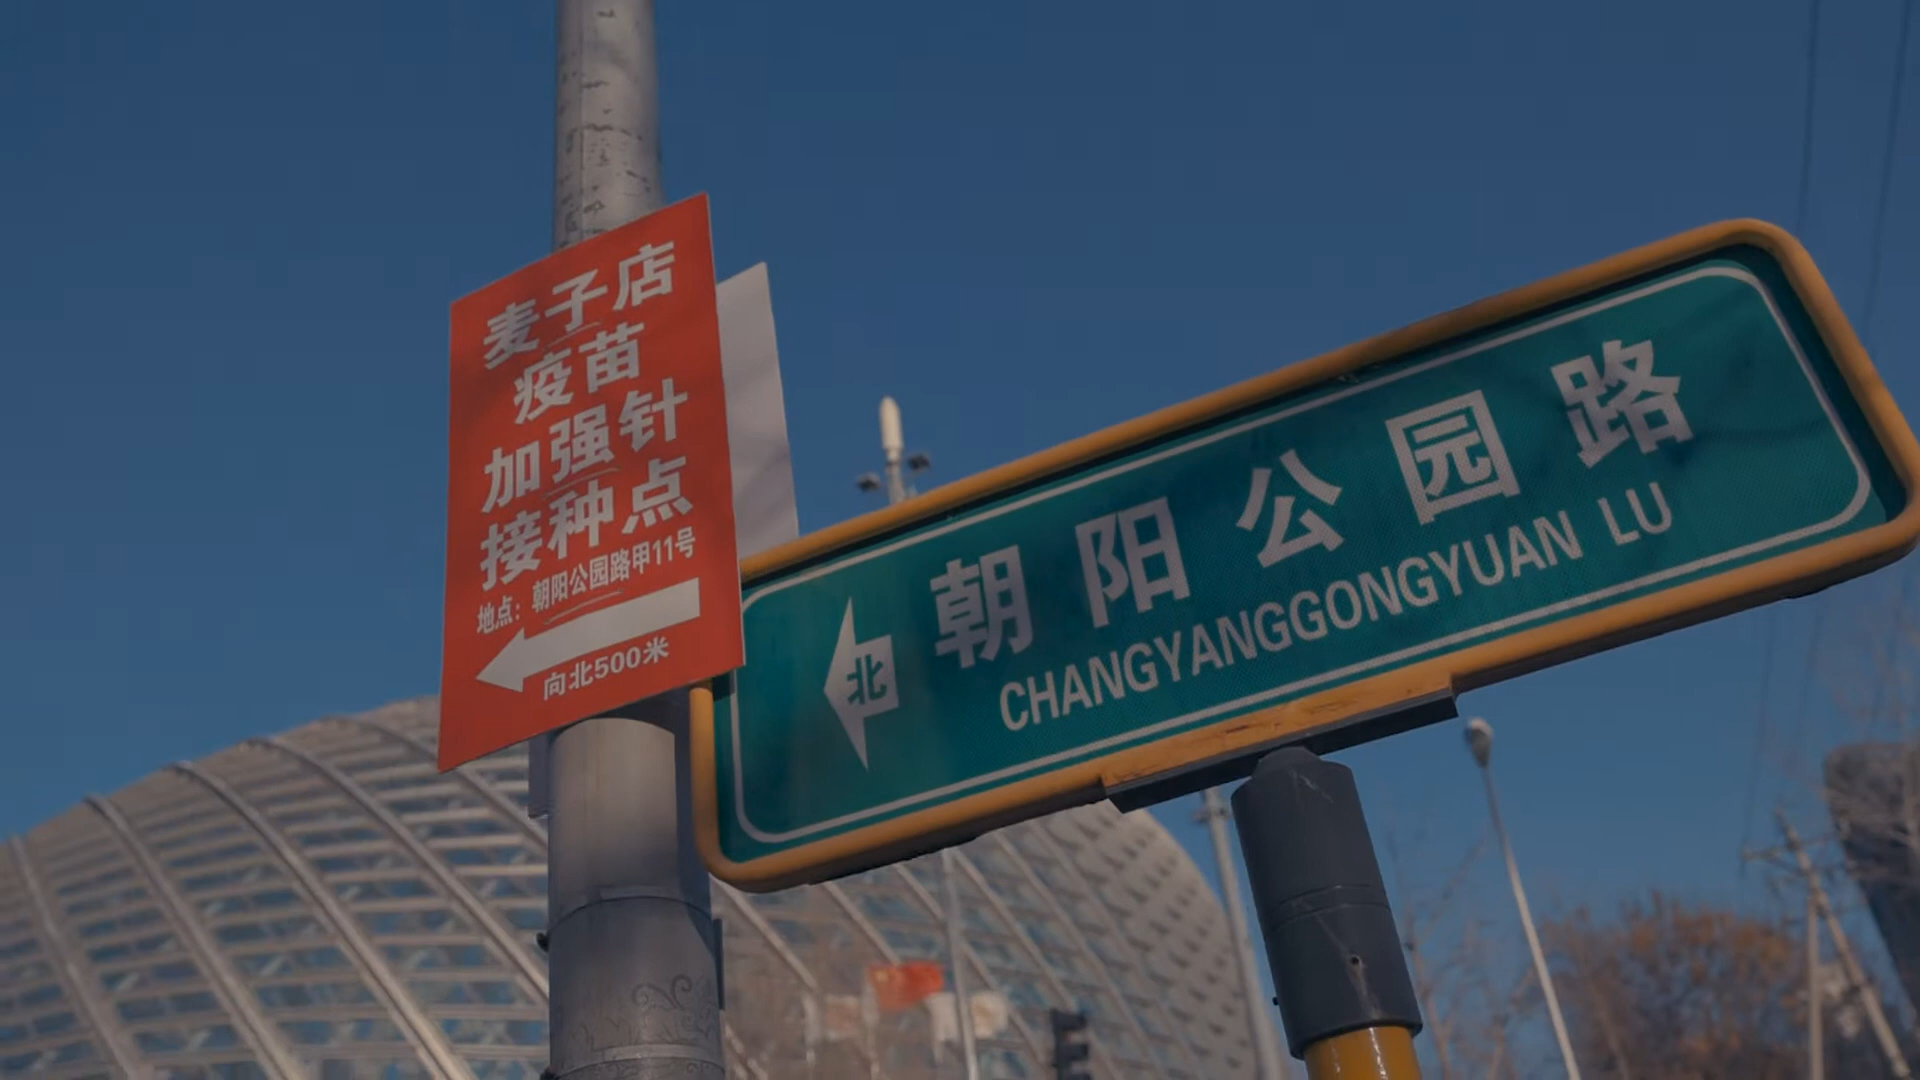 麦子店
疫苗
加强针
接种点
地点：朝阳公园路甲11号
向北500米
北
朝阳公园路
CHANGYANGGONGYUAN LU